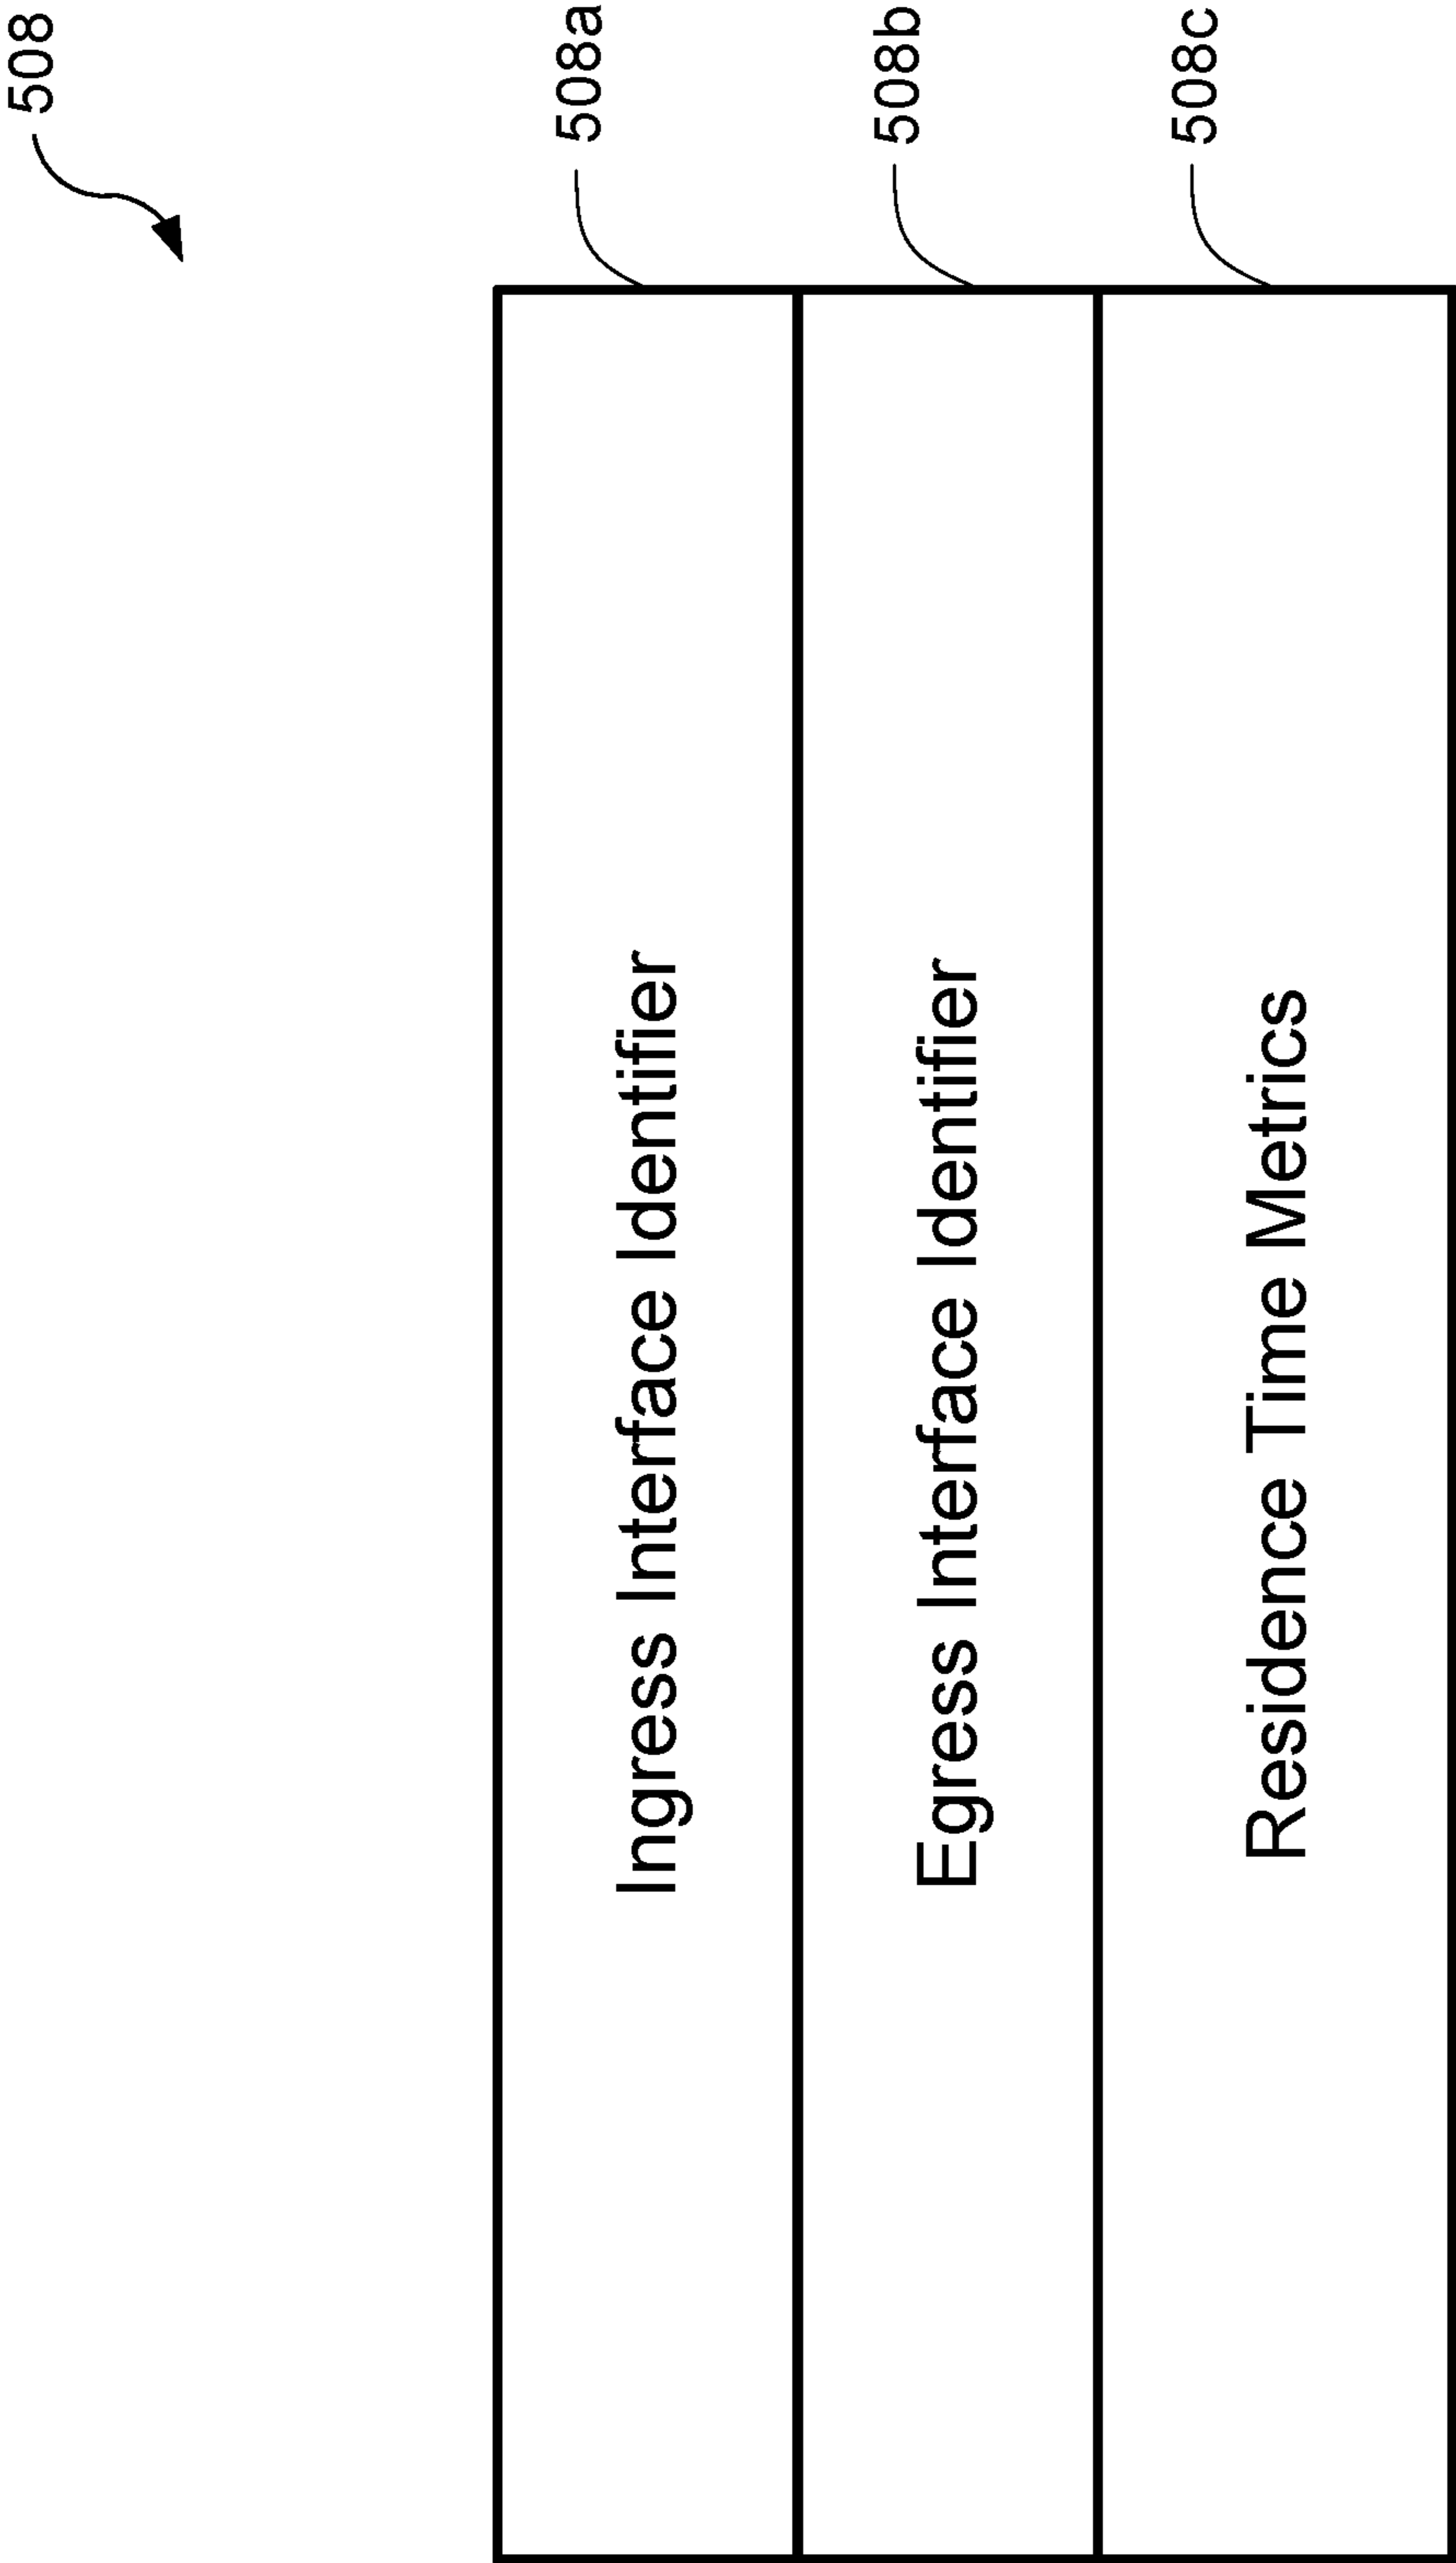 508
Ingress Interface Identifier
508a
Egress Interface Identifier
508b
Residence Time Metrics
508c